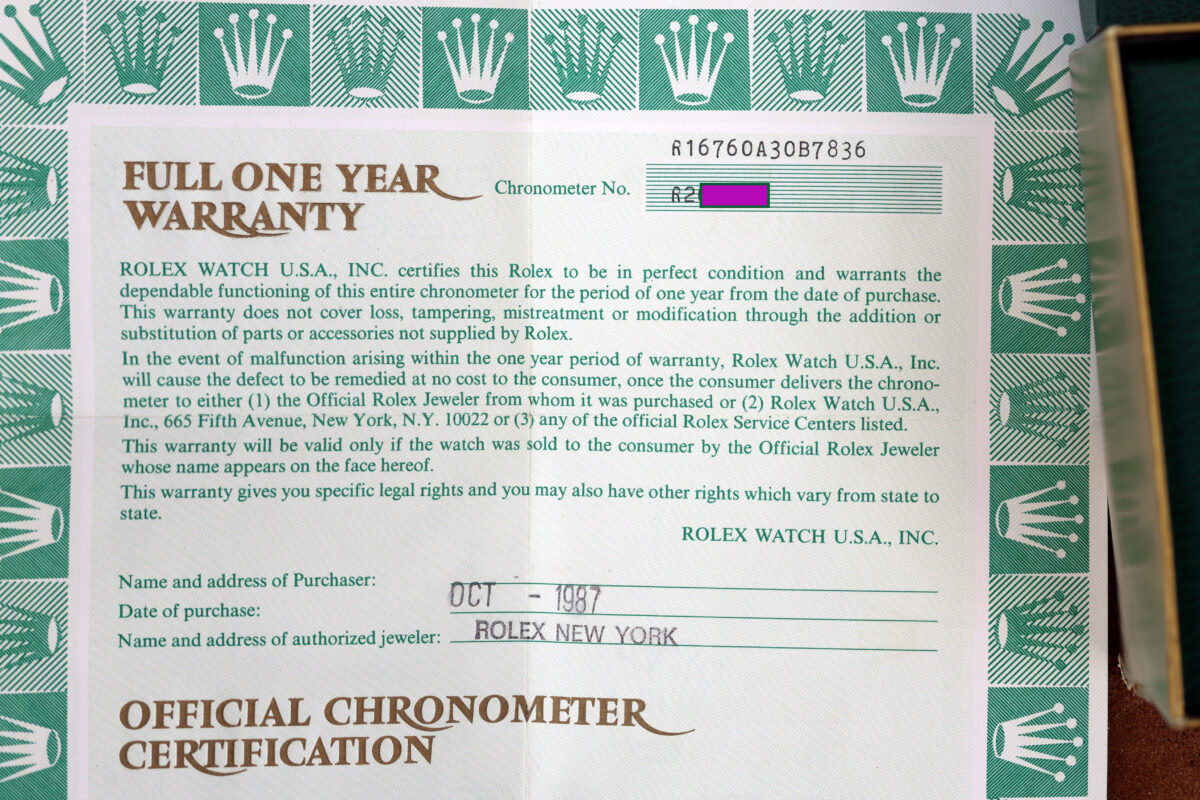 R16760A30B7836
FULL ONE YEAR
WARRANTY
Chronometer No.
R2
ROLEX WATCH U.S.A., INC. certifies this Rolex to be in perfect condition and warrants the
dependable functioning of this entire chronometer for the period of one year from the date of purchase.
This warranty does not cover loss, tampering, mistreatment or modification through the addition or
substitution of parts or accessories not supplied by Rolex.
In the event of malfunction arising within the one year period of warranty, Rolex Watch U.S.A., Inc.
will cause the defect to be remedied at no cost to the consumer, once the consumer delivers the chrono-
meter to either (1) the Official Rolex Jeweler from whom it was purchased or (2) Rolex Watch U.S.A.,
Inc., 665 Fifth Avenue, New York, N.Y. 10022 or (3) any of the official Rolex Service Centers listed.
This warranty will be valid only if the watch was sold to the consumer by the Official Rolex Jeweler
whose name appears on the face hereof.
This warranty gives you specific legal rights and you may also have other rights which vary from state to
state.
ROLEX WATCH U.S.A., INC.
Name and address of Purchaser:
Date of purchase: OCT - 1987
Name and address of authorized jeweler: ROLEX NEW YORK
OFFICIAL CHRONOMETER
CERTIFICATION